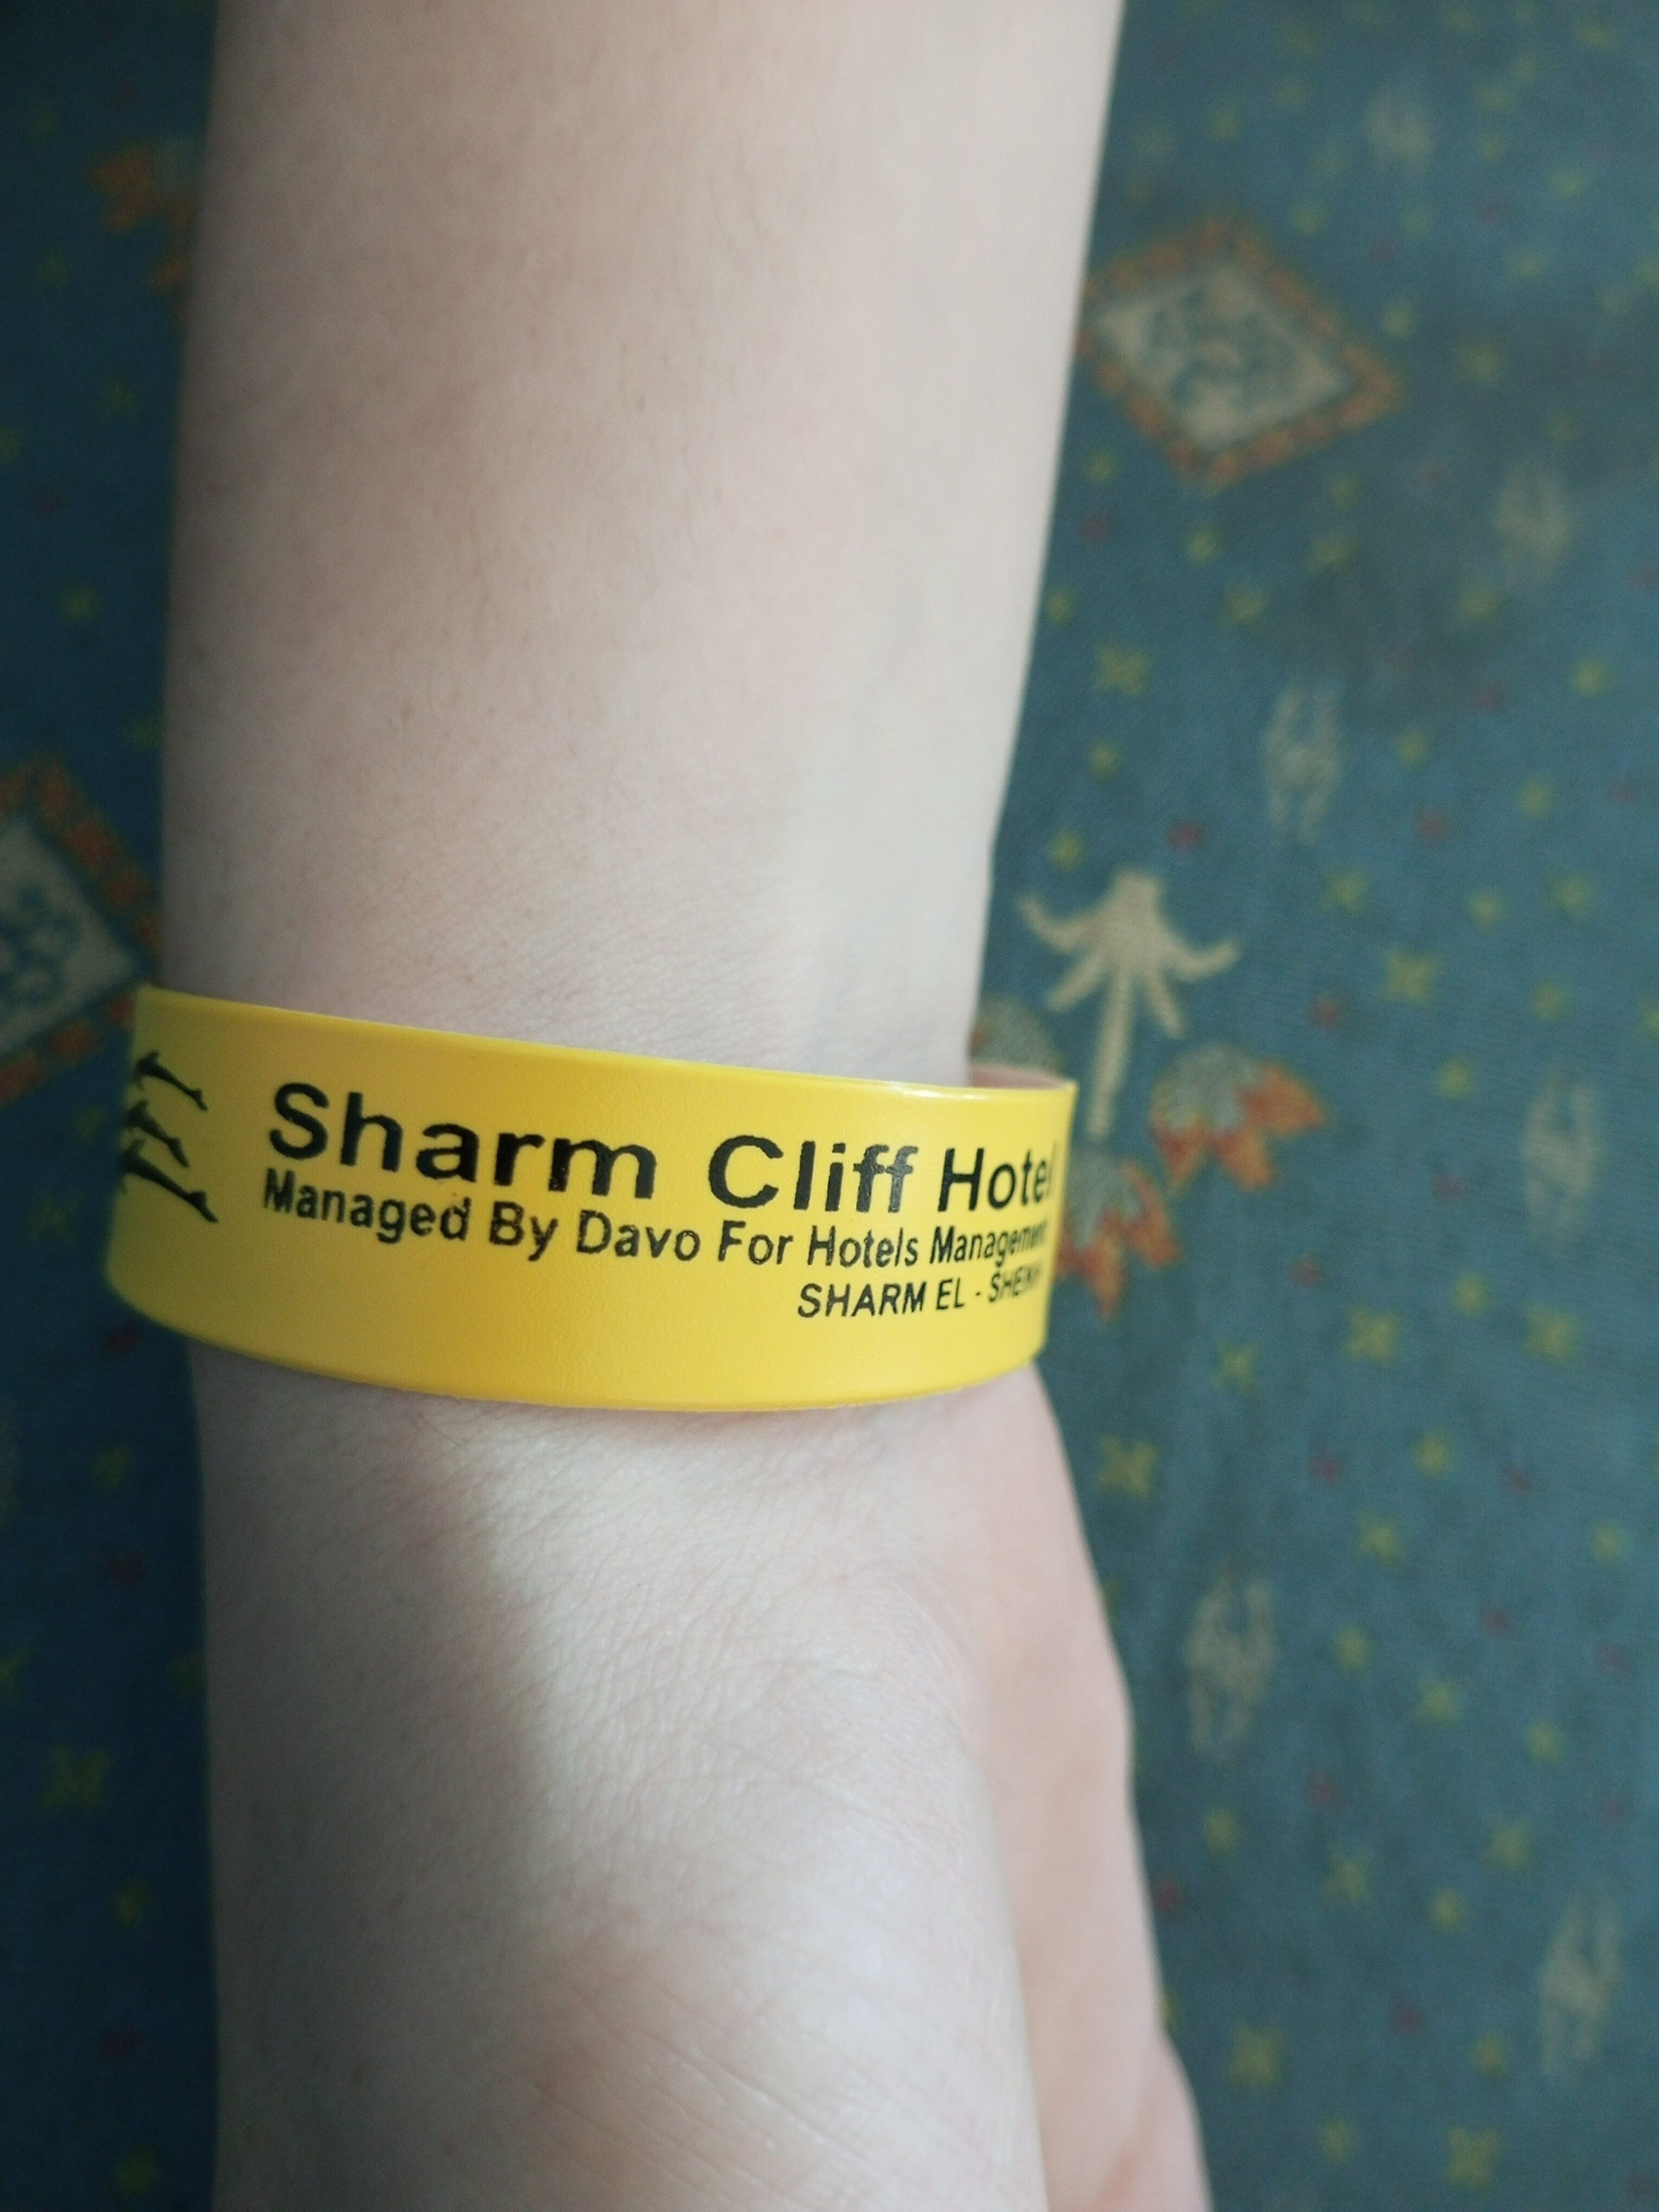 Sharm Cliff Hotel
Managed By Davo For Hotels Management
SHARM EL - SHEIKH